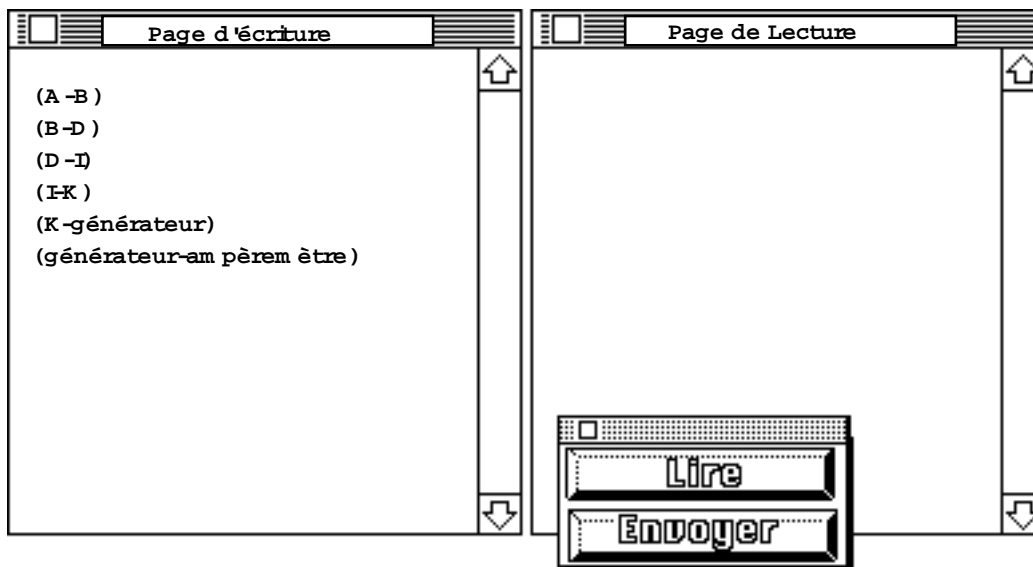 Page d'écriture
(A-B)
(B-D)
(D-I)
(I-K)
(K-générateur)
(générateur-ampèremètre)
Page de Lecture
Lire
Envoyer